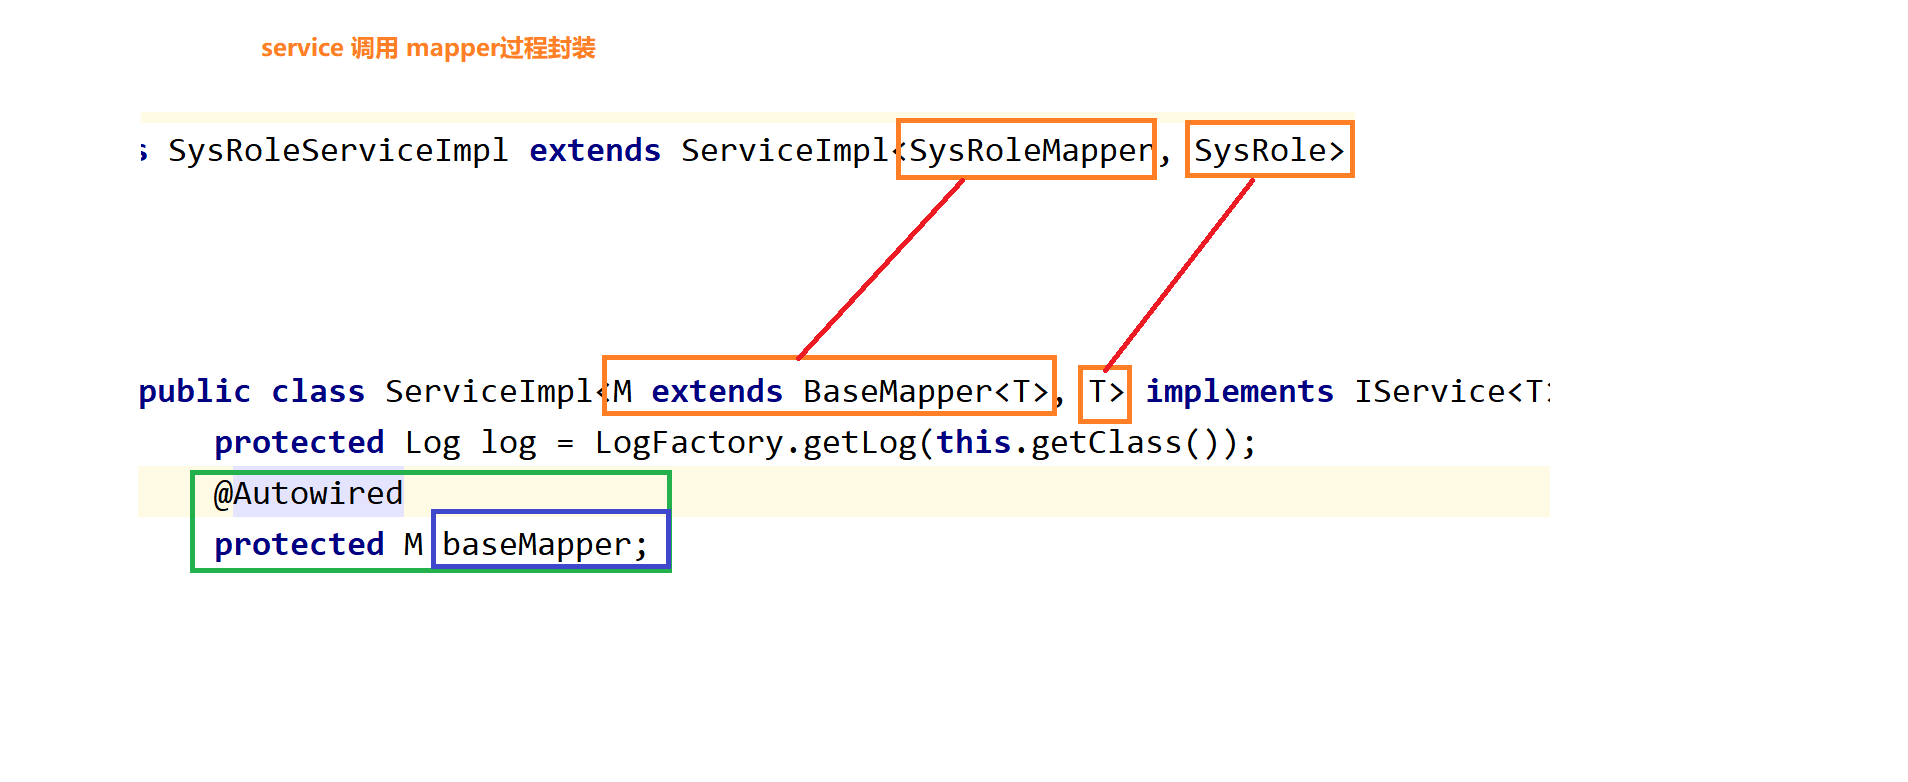 service 调用 mapper过程封装
s SysRoleServiceImpl extends ServiceImpl<SysRoleMapper, SysRole>
public class ServiceImpl<M extends BaseMapper<T>, T> implements IService<T>
protected Log log = LogFactory.getLog(this.getClass());
@Autowired
protected M baseMapper;